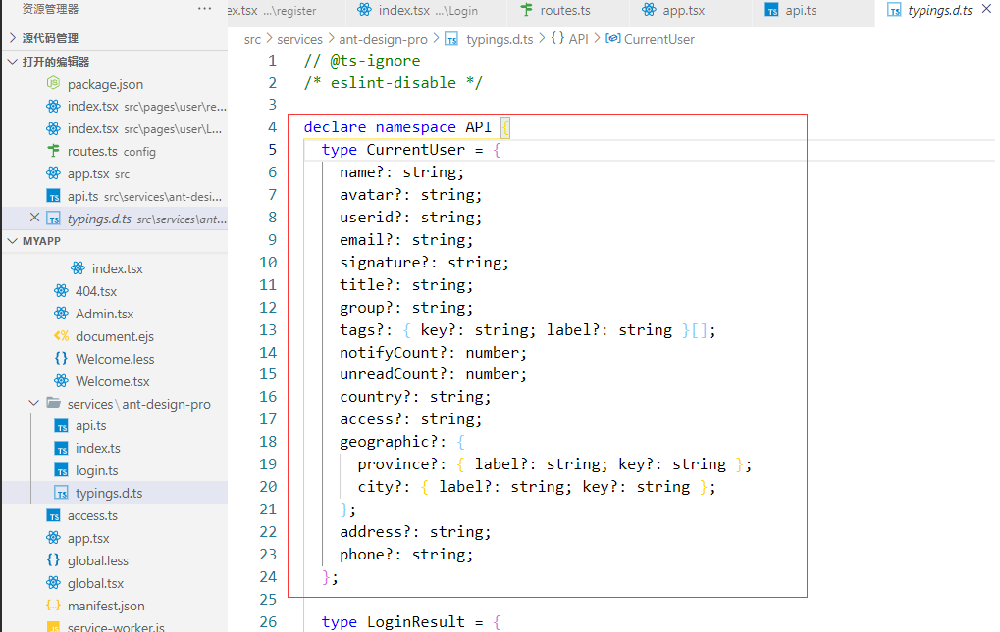 资源管理器 ···
源代码管理
打开的编辑器
package.json
index.tsx src\pages\user\re...
index.tsx src\pages\user\L...
routes.ts config
app.tsx src
api.ts src\services\ant-desi...
typings.d.ts src\services\ant...
MYAPP
index.tsx
404.tsx
Admin.tsx
document.ejs
Welcome.less
Welcome.tsx
services\ant-design-pro
api.ts
index.ts
login.ts
typings.d.ts
access.ts
app.tsx
global.less
global.tsx
manifest.json
service-worker.js
ex.tsx ...\register index.tsx ...\Login routes.ts app.tsx api.ts typings.d.ts
src > services > ant-design-pro > typings.d.ts > {} API > CurrentUser
1 // @ts-ignore
2 /* eslint-disable */
3
4 declare namespace API {
5 type CurrentUser = {
6 name?: string;
7 avatar?: string;
8 userid?: string;
9 email?: string;
10 signature?: string;
11 title?: string;
12 group?: string;
13 tags?: { key?: string; label?: string }[];
14 notifyCount?: number;
15 unreadCount?: number;
16 country?: string;
17 access?: string;
18 geographic?: {
19 province?: { label?: string; key?: string };
20 city?: { label?: string; key?: string };
21 };
22 address?: string;
23 phone?: string;
24 };
25
26 type LoginResult = {